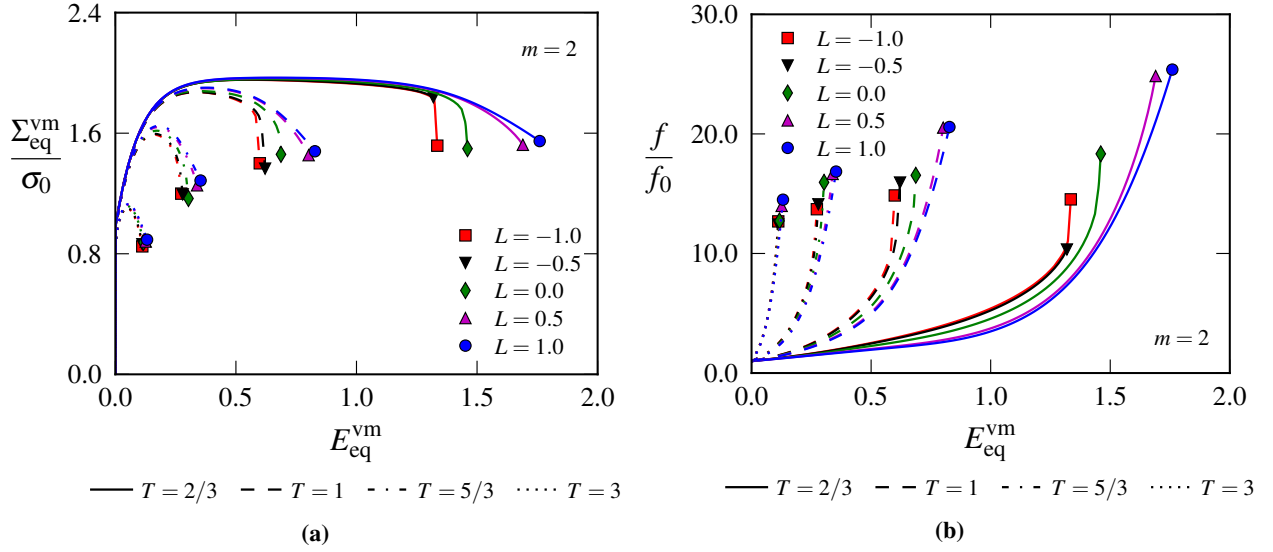 2.4
1.6
0.8
0.0
Σ_eq^vm / σ_0
m = 2
L = −1.0
L = −0.5
L = 0.0
L = 0.5
L = 1.0
0.0 0.5 1.0 1.5 2.0
E_eq^vm
T = 2/3 T = 1 T = 5/3 T = 3
(a)
30.0
20.0
10.0
0.0
f / f_0
L = −1.0
L = −0.5
L = 0.0
L = 0.5
L = 1.0
m = 2
0.0 0.5 1.0 1.5 2.0
E_eq^vm
T = 2/3 T = 1 T = 5/3 T = 3
(b)